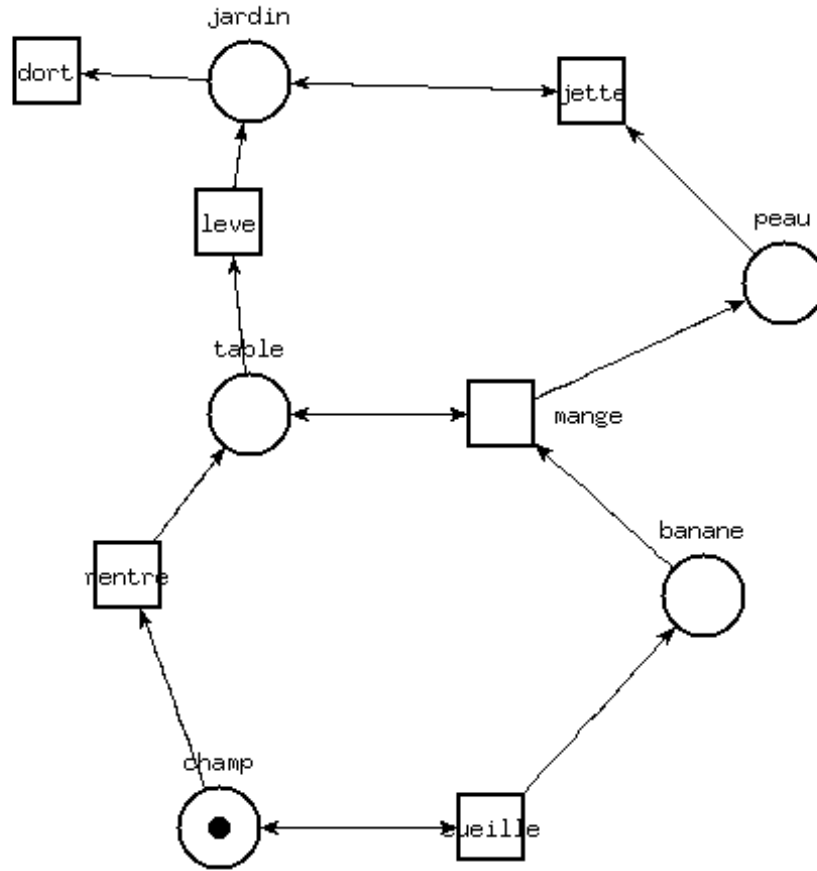 jardin
dort
jette
leve
peau
table
mange
banane
rentre
champ
cueille